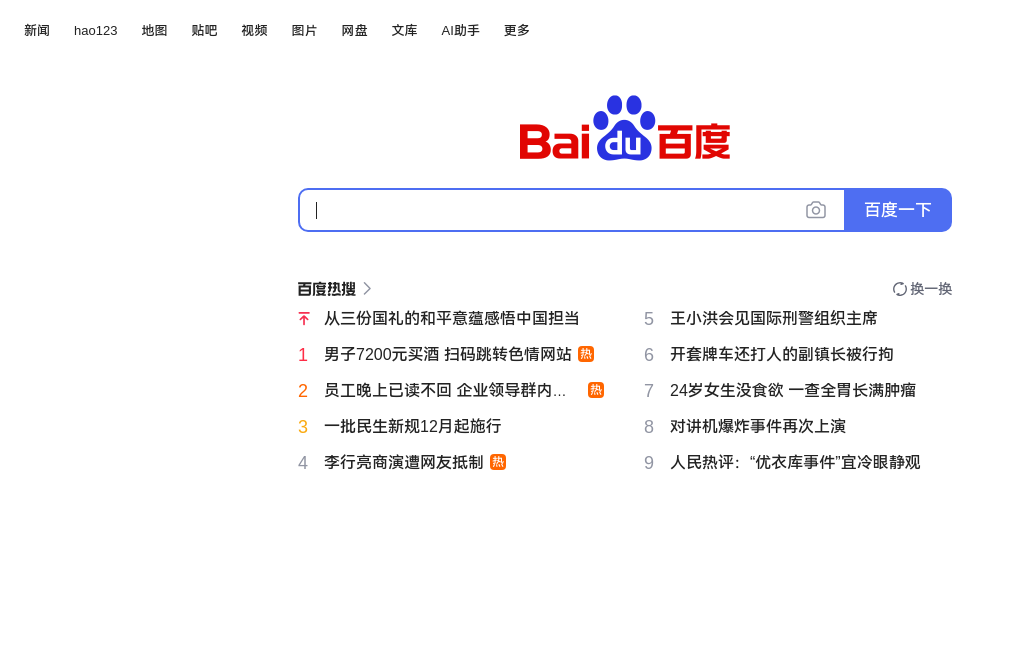 新闻 hao123 地图 贴吧 视频 图片 网盘 文库 AI助手 更多
Bai du 百度
百度一下
百度热搜 换一换
从三份国礼的和平意蕴感悟中国担当
1 男子7200元买酒 扫码跳转色情网站 热
2 员工晚上已读不回 企业领导群内... 热
3 一批民生新规12月起施行
4 李行亮商演遭网友抵制 热
5 王小洪会见国际刑警组织主席
6 开套牌车还打人的副镇长被行拘
7 24岁女生没食欲 一查全胃长满肿瘤
8 对讲机爆炸事件再次上演
9 人民热评：“优衣库事件”宜冷眼静观